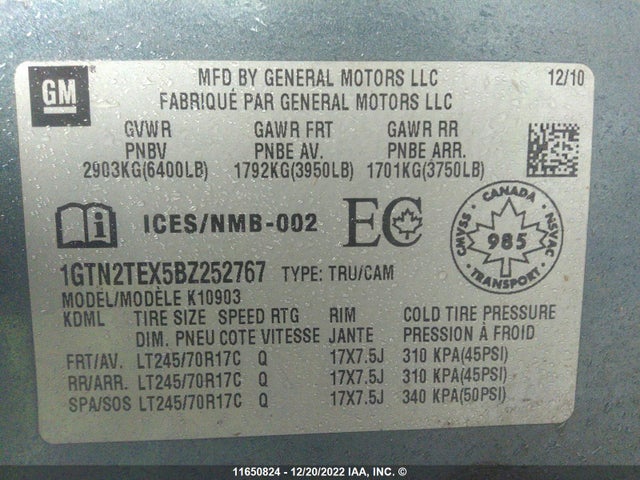 GM
MFD BY GENERAL MOTORS LLC 12/10
FABRIQUÉ PAR GENERAL MOTORS LLC
GVWR GAWR FRT GAWR RR
PNBV PNBE AV. PNBE ARR.
2903KG(6400LB) 1792KG(3950LB) 1701KG(3750LB)
i ICES/NMB-002 EC
CANADA
CMVSS 985 NSVAC
TRANSPORT
1GTN2TEX5BZ252767 TYPE: TRU/CAM
MODEL/MODÈLE K10903
KDML TIRE SIZE SPEED RTG RIM COLD TIRE PRESSURE
DIM. PNEU COTE VITESSE JANTE PRESSION À FROID
FRT/AV. LT245/70R17C Q 17X7.5J 310 KPA(45PSI)
RR/ARR. LT245/70R17C Q 17X7.5J 310 KPA(45PSI)
SPA/SOS LT245/70R17C Q 17X7.5J 340 KPA(50PSI)
11650824 - 12/20/2022 IAA, Inc. ©